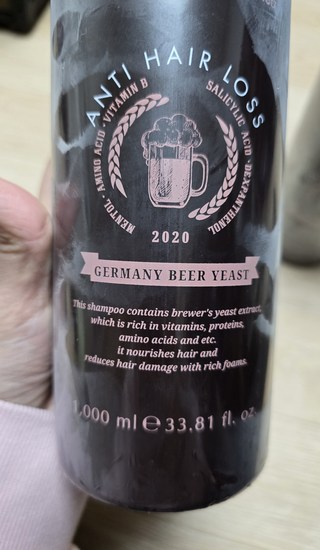 ANTI HAIR LOSS
MENTOL · AMINO ACID · VITAMIN B
SALICYLIC ACID · DEXPANTHENOL
2020
GERMANY BEER YEAST
This shampoo contains brewer's yeast extract,
which is rich in vitamins, proteins,
amino acids and etc.
it nourishes hair and
reduces hair damage with rich foams.
1,000 ml ℮ 33.81 fl. oz.